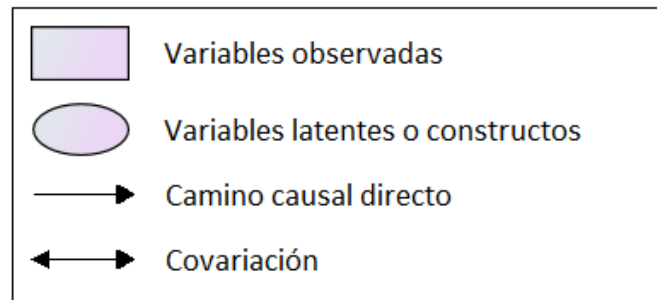 Variables observadas
Variables latentes o constructos
Camino causal directo
Covariación